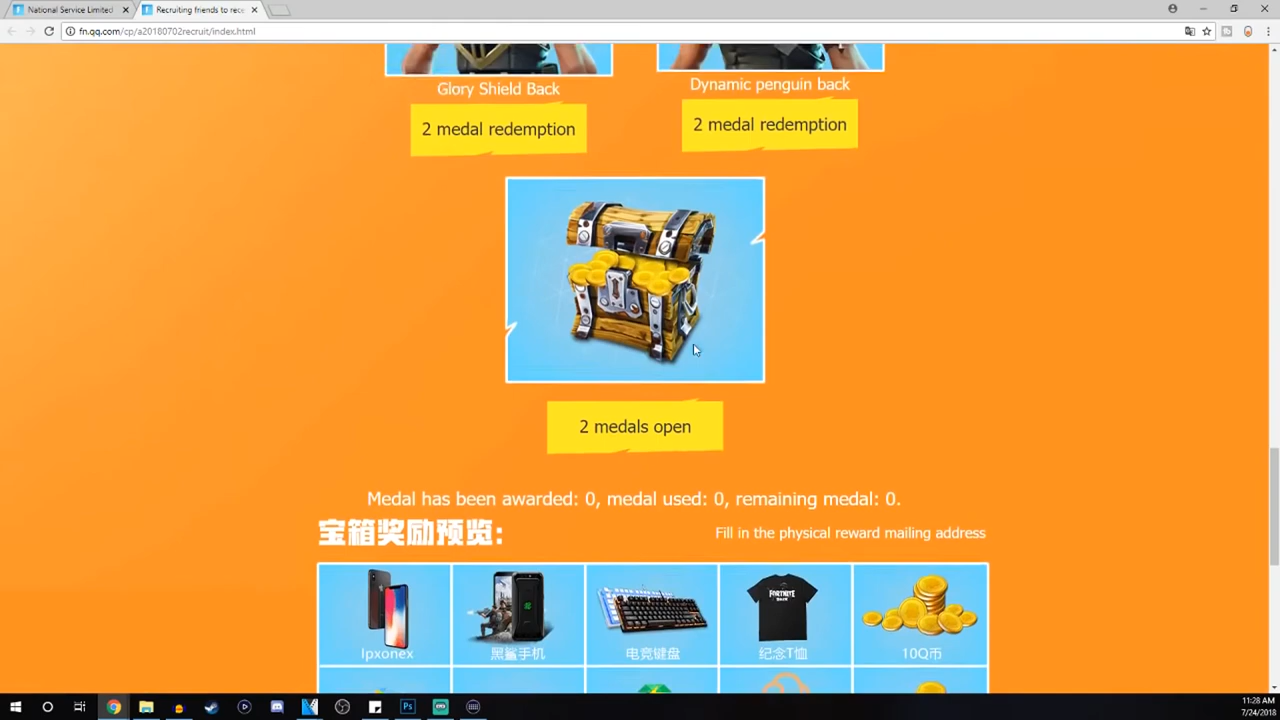 National Service Limited
Recruiting friends to rece
fn.qq.com/cp/a20180702recruit/index.html
Glory Shield Back
Dynamic penguin back
2 medal redemption
2 medal redemption
2 medals open
Medal has been awarded: 0, medal used: 0, remaining medal: 0.
宝箱奖励预览:
Fill in the physical reward mailing address
FORTNITE
Ipxonex
黑鲨手机
电竞键盘
纪念T恤
10Q币
Ps
11:28 AM
7/24/2018